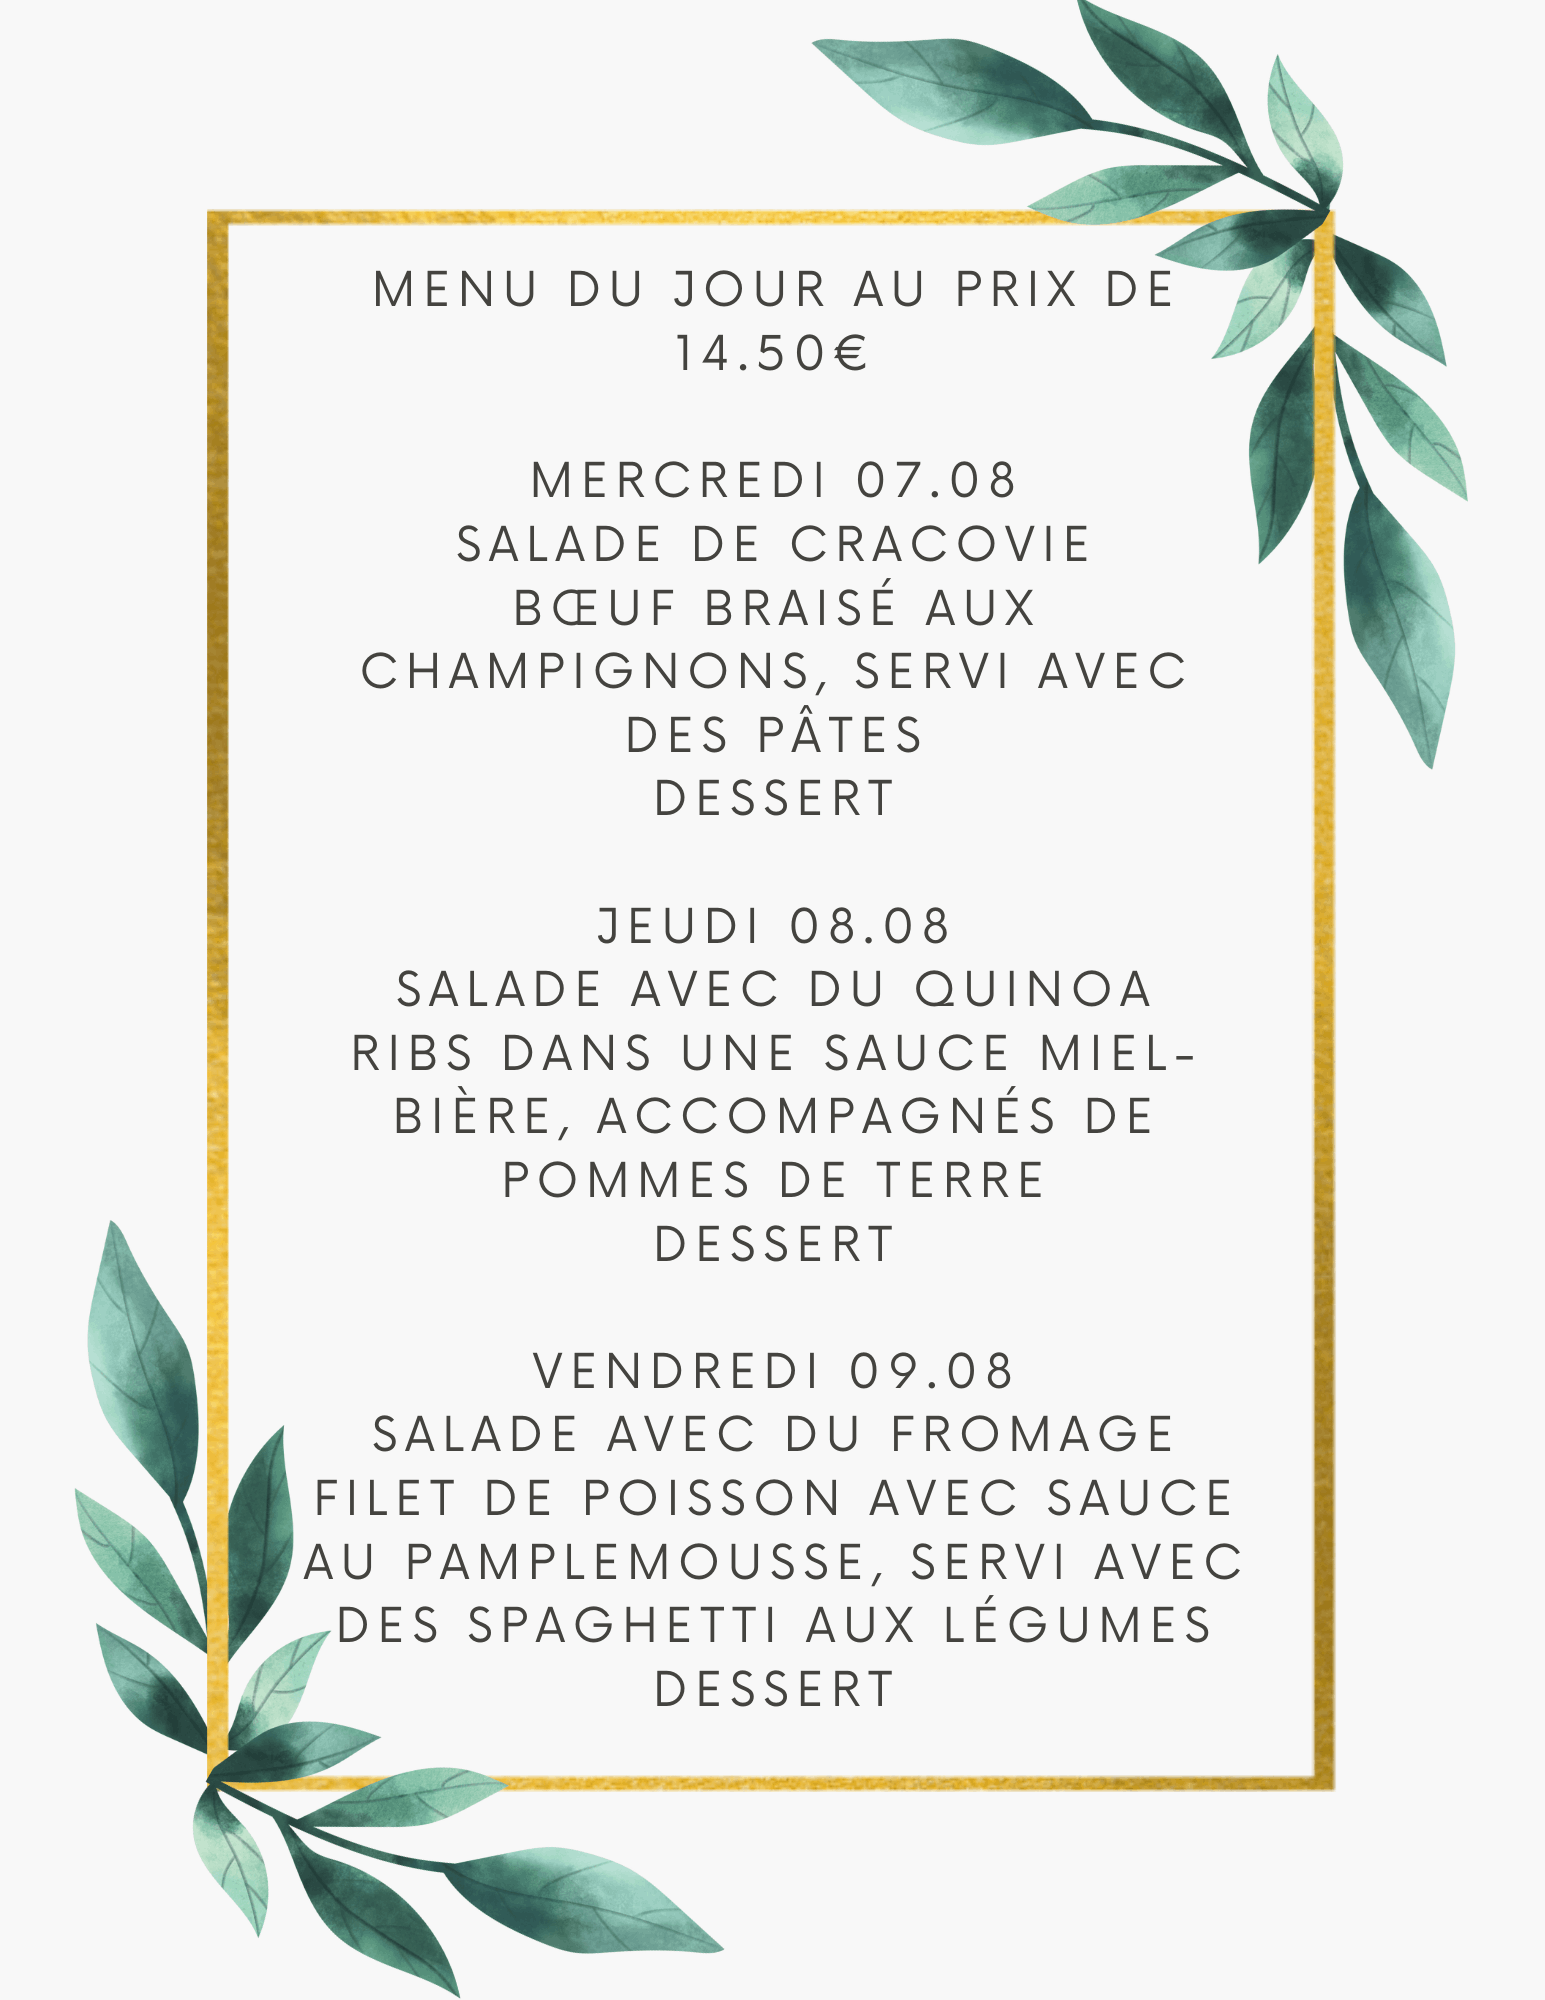 MENU DU JOUR AU PRIX DE
14.50€
MERCREDI 07.08
SALADE DE CRACOVIE
BŒUF BRAISÉ AUX
CHAMPIGNONS, SERVI AVEC
DES PÂTES
DESSERT
JEUDI 08.08
SALADE AVEC DU QUINOA
RIBS DANS UNE SAUCE MIEL-
BIÈRE, ACCOMPAGNÉS DE
POMMES DE TERRE
DESSERT
VENDREDI 09.08
SALADE AVEC DU FROMAGE
FILET DE POISSON AVEC SAUCE
AU PAMPLEMOUSSE, SERVI AVEC
DES SPAGHETTI AUX LÉGUMES
DESSERT